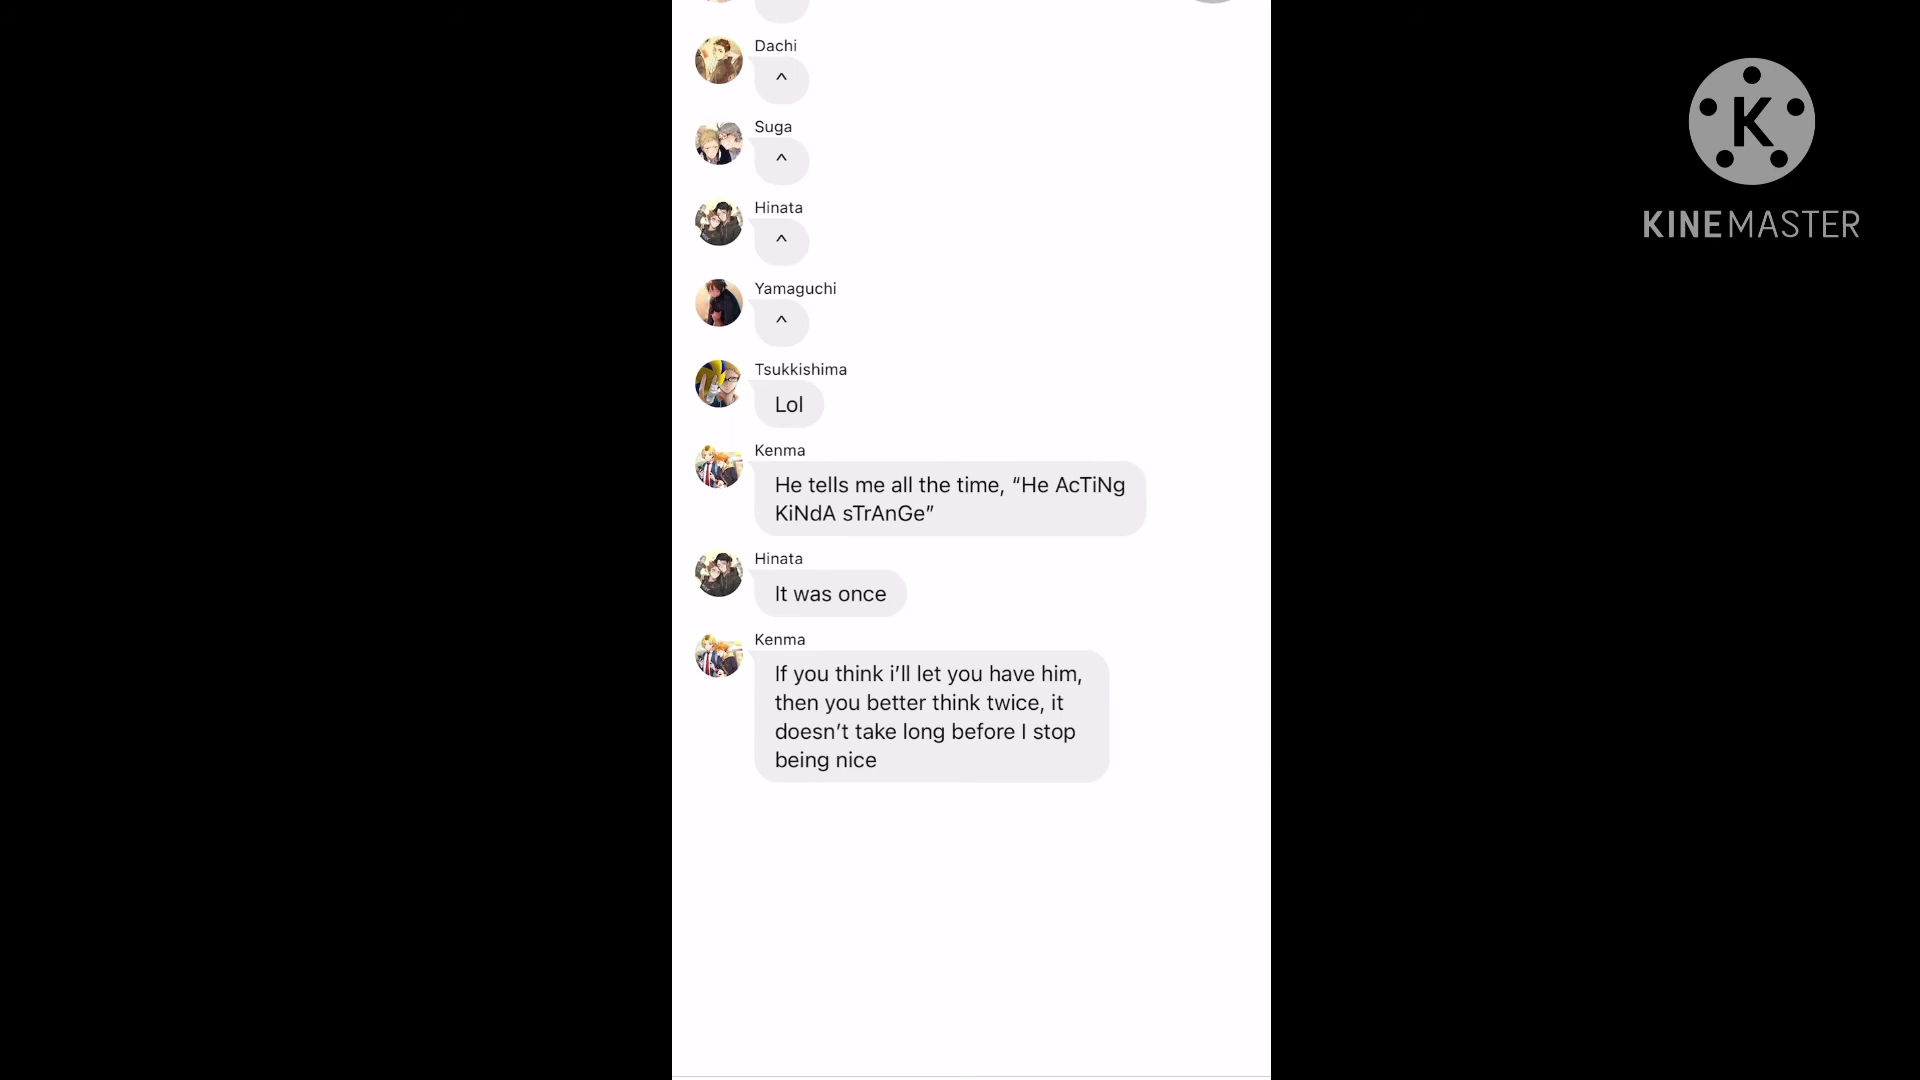 Dachi
^
Suga
^
Hinata
^
Yamaguchi
^
Tsukkishima
Lol
Kenma
He tells me all the time, “He AcTiNg
KiNdA sTrAnGe”
Hinata
It was once
Kenma
If you think i’ll let you have him,
then you better think twice, it
doesn’t take long before I stop
being nice
K
KINEMASTER